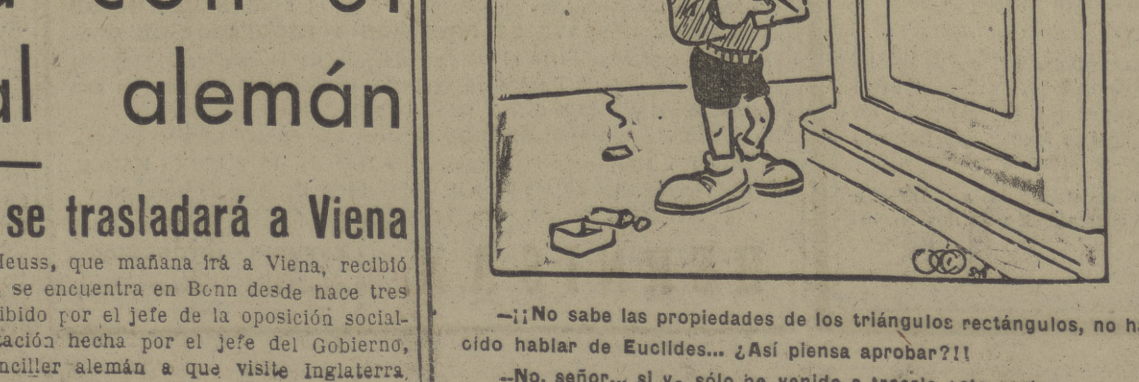 con el
alemán
se trasladará a Viena
Heuss, que mañana irá a Viena, recibió
se encuentra en Bonn desde hace tres
ibido por el jefe de la oposición social-
tación hecha por el jefe del Gobierno,
nciller alemán a que visite Inglaterra
—¡¡No sabe las propiedades de los triángulos rectángulos, no h
cido hablar de Euclides... ¿Así piensa aprobar?!!
—No, señor... si yo sólo he venido a